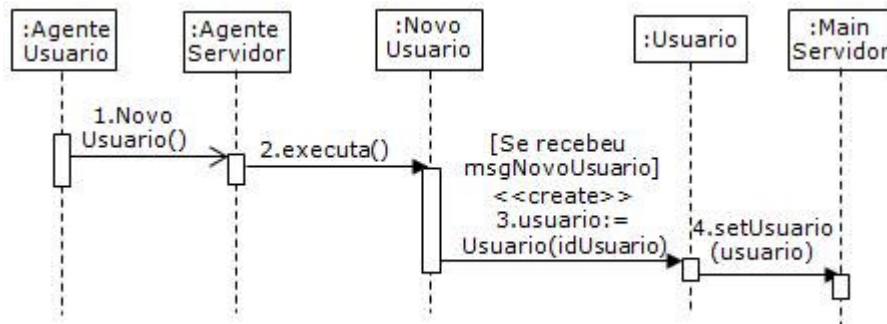 :Agente
Usuario
:Agente
Servidor
:Novo
Usuario
:Usuario
:Main
Servidor
1.Novo
Usuario()
2.executa()
[Se recebeu
msgNovoUsuario]
<<create>>
3.usuario:=
Usuario(idUsuario)
4.setUsuario
(usuario)